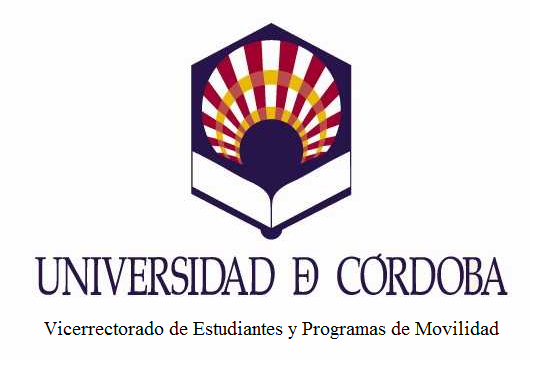 UNIVERSIDAD DE CÓRDOBA
Vicerrectorado de Estudiantes y Programas de Movilidad